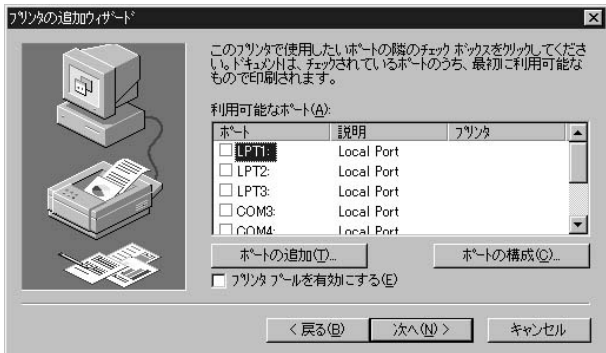 プリンタの追加ウィザード
このプリンタで使用したいポートの隣のチェック ボックスをクリックしてくださ
い。ドキュメントは、チェックされているポートのうち、最初に利用可能な
もので印刷されます。
利用可能なポート(A):
ポート 説明 プリンタ
LPT1: Local Port
LPT2: Local Port
LPT3: Local Port
COM3: Local Port
COM4: Local Port
ポートの追加(T)... ポートの構成(C)...
プリンタ プールを有効にする(E)
< 戻る(B) 次へ(N) > キャンセル